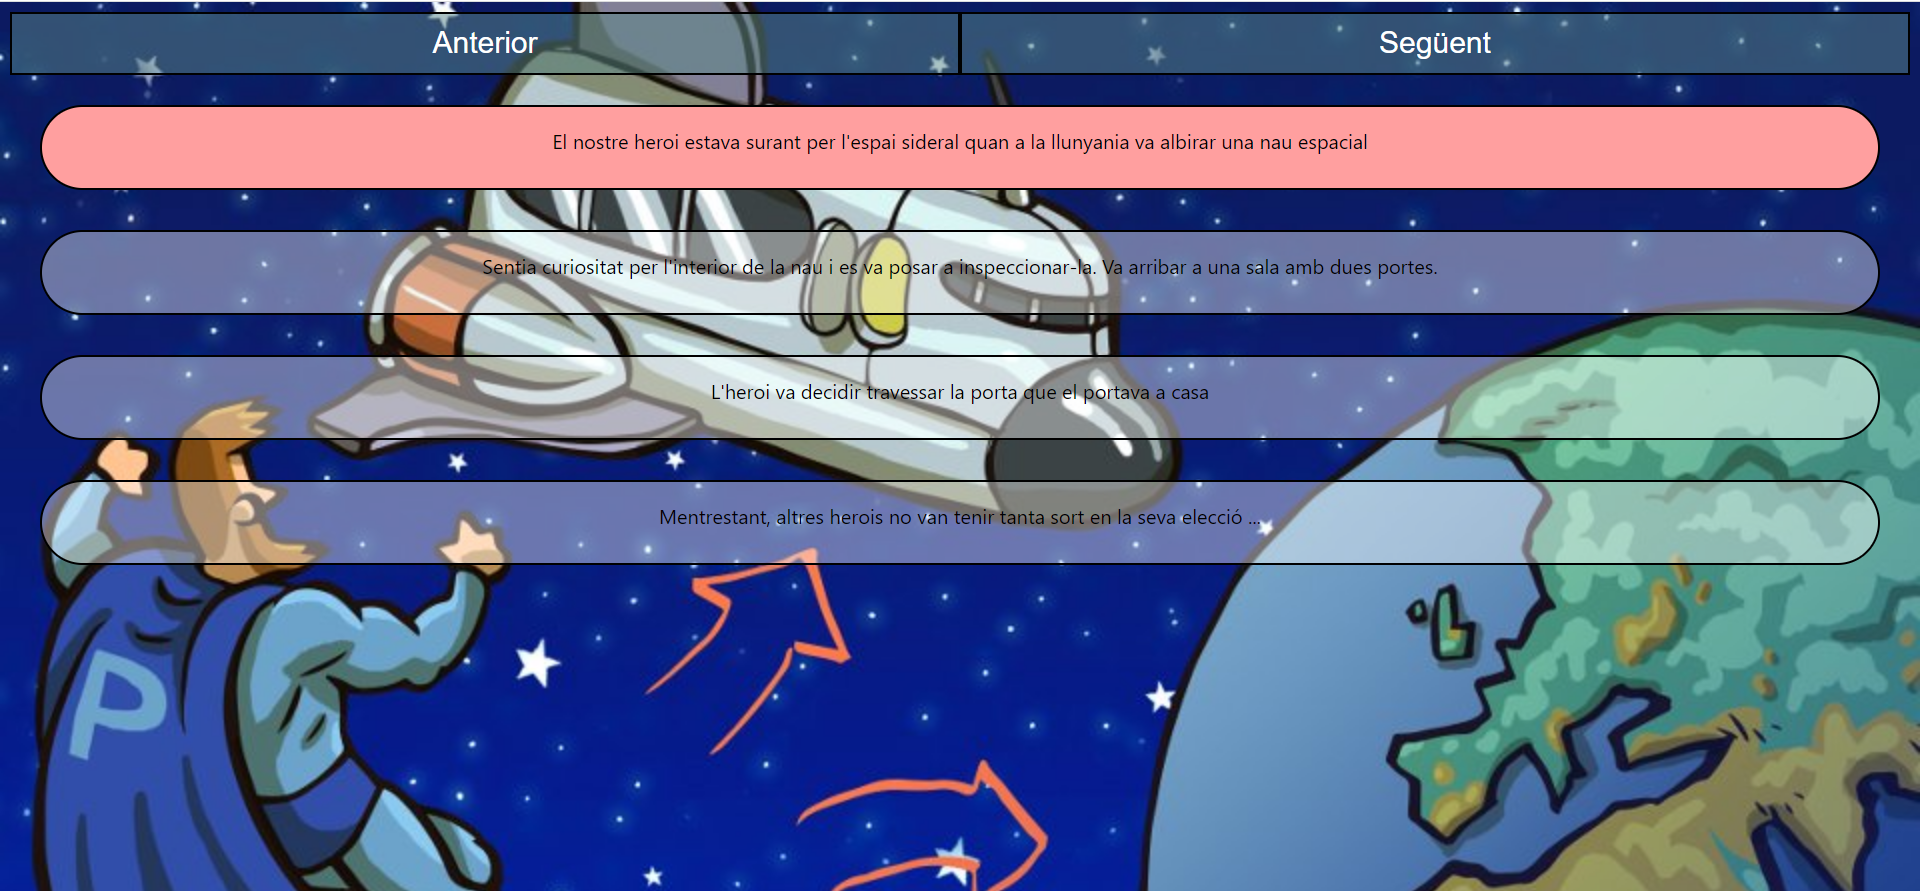 Anterior
Següent
El nostre heroi estava surant per l'espai sideral quan a la llunyania va albirar una nau espacial
Sentia curiositat per l'interior de la nau i es va posar a inspeccionar-la. Va arribar a una sala amb dues portes.
L'heroi va decidir travessar la porta que el portava a casa
Mentrestant, altres herois no van tenir tanta sort en la seva elecció ...
P